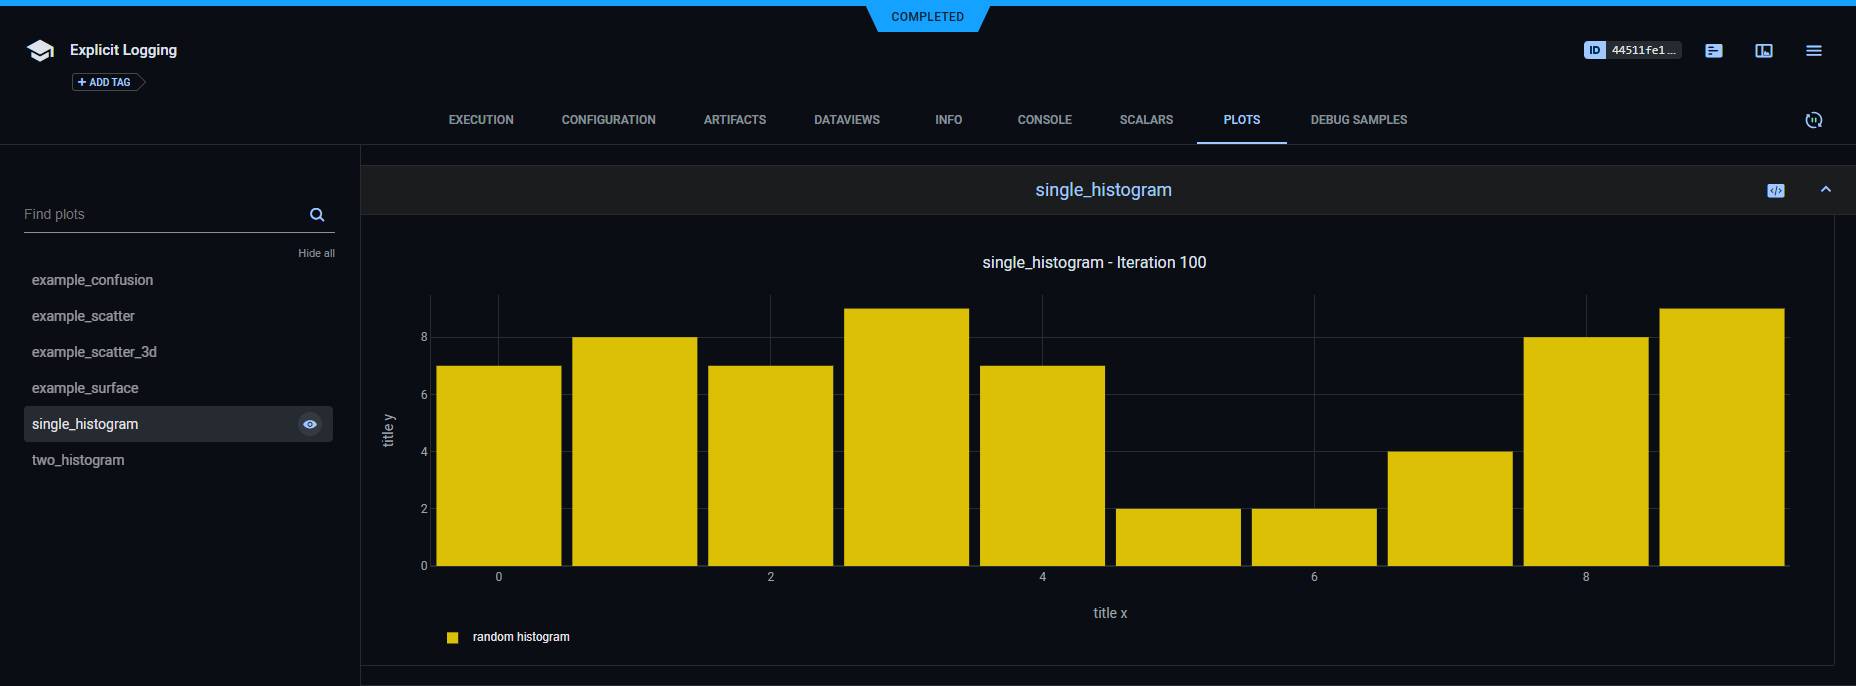 COMPLETED
Explicit Logging
ID 44511fe1...
+ ADD TAG
EXECUTION CONFIGURATION ARTIFACTS DATAVIEWS INFO CONSOLE SCALARS PLOTS DEBUG SAMPLES
Find plots
Hide all
example_confusion
example_scatter
example_scatter_3d
example_surface
single_histogram
two_histogram
single_histogram
single_histogram - Iteration 100
title y
8
6
4
2
0
0 2 4 6 8
title x
random histogram